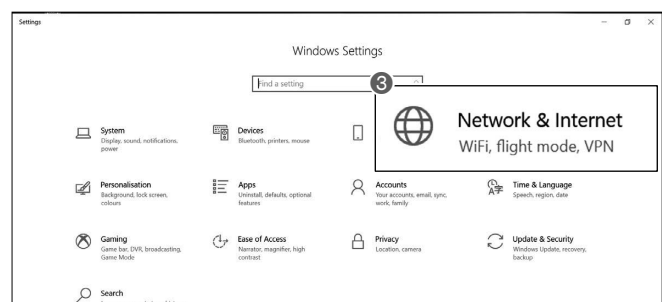 Settings
Windows Settings
Find a setting
3
Network & Internet
WiFi, flight mode, VPN
System
Display, sound, notifications,
power
Devices
Bluetooth, printers, mouse
Personalisation
Background, lock screen,
colours
Apps
Uninstall, defaults, optional
features
Accounts
Your accounts, email, sync,
work, family
Time & Language
Speech, region, date
Gaming
Game bar, DVR, broadcasting,
Game Mode
Ease of Access
Narrator, magnifier, high
contrast
Privacy
Location, camera
Update & Security
Windows Update, recovery,
backup
Search